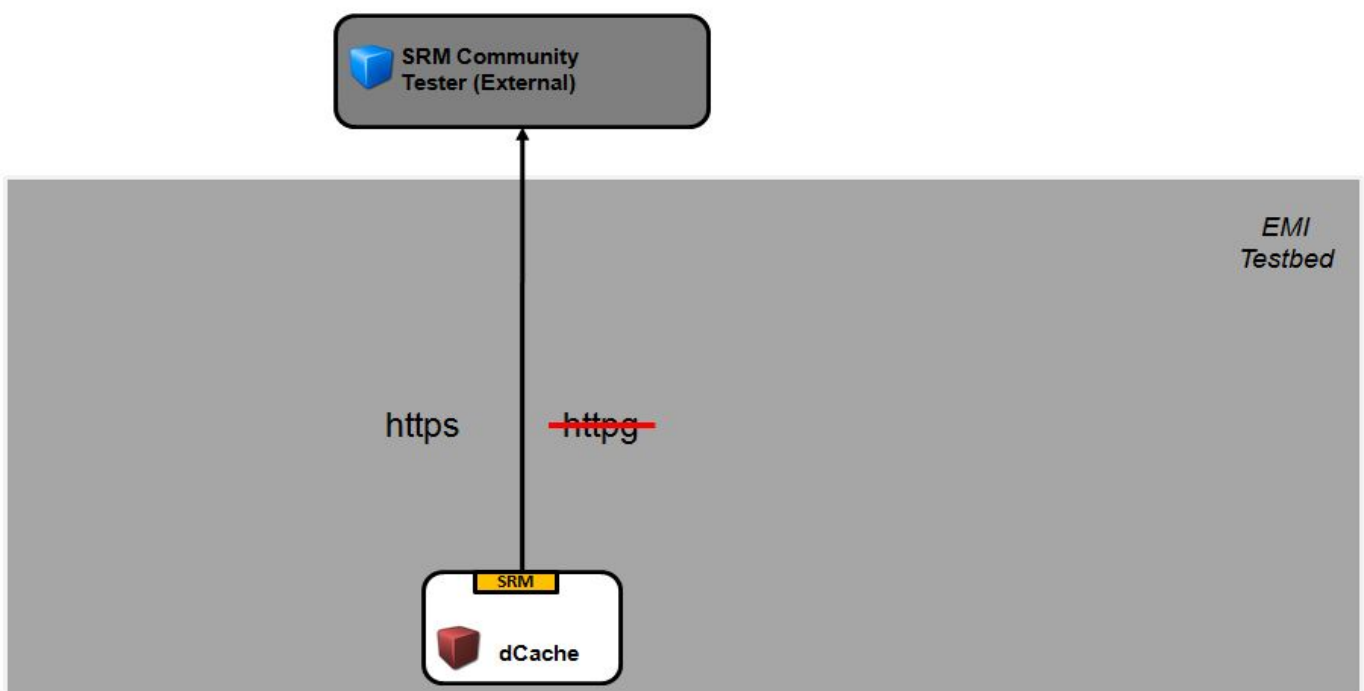 SRM Community
Tester (External)
EMI
Testbed
https
httpg
SRM
dCache